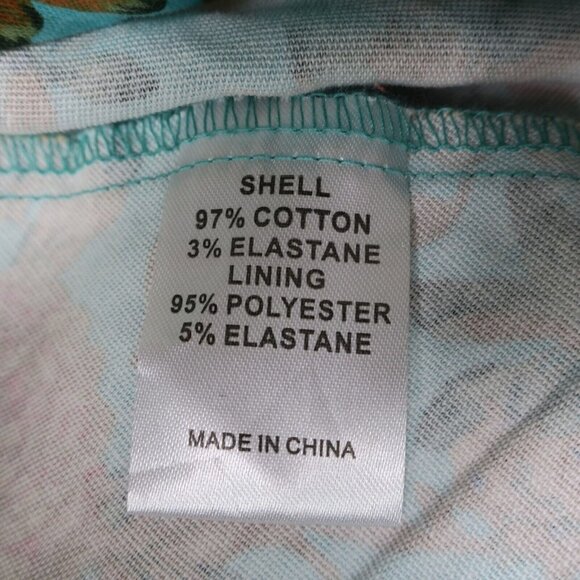 SHELL
97% COTTON
3% ELASTANE
LINING
95% POLYESTER
5% ELASTANE
MADE IN CHINA